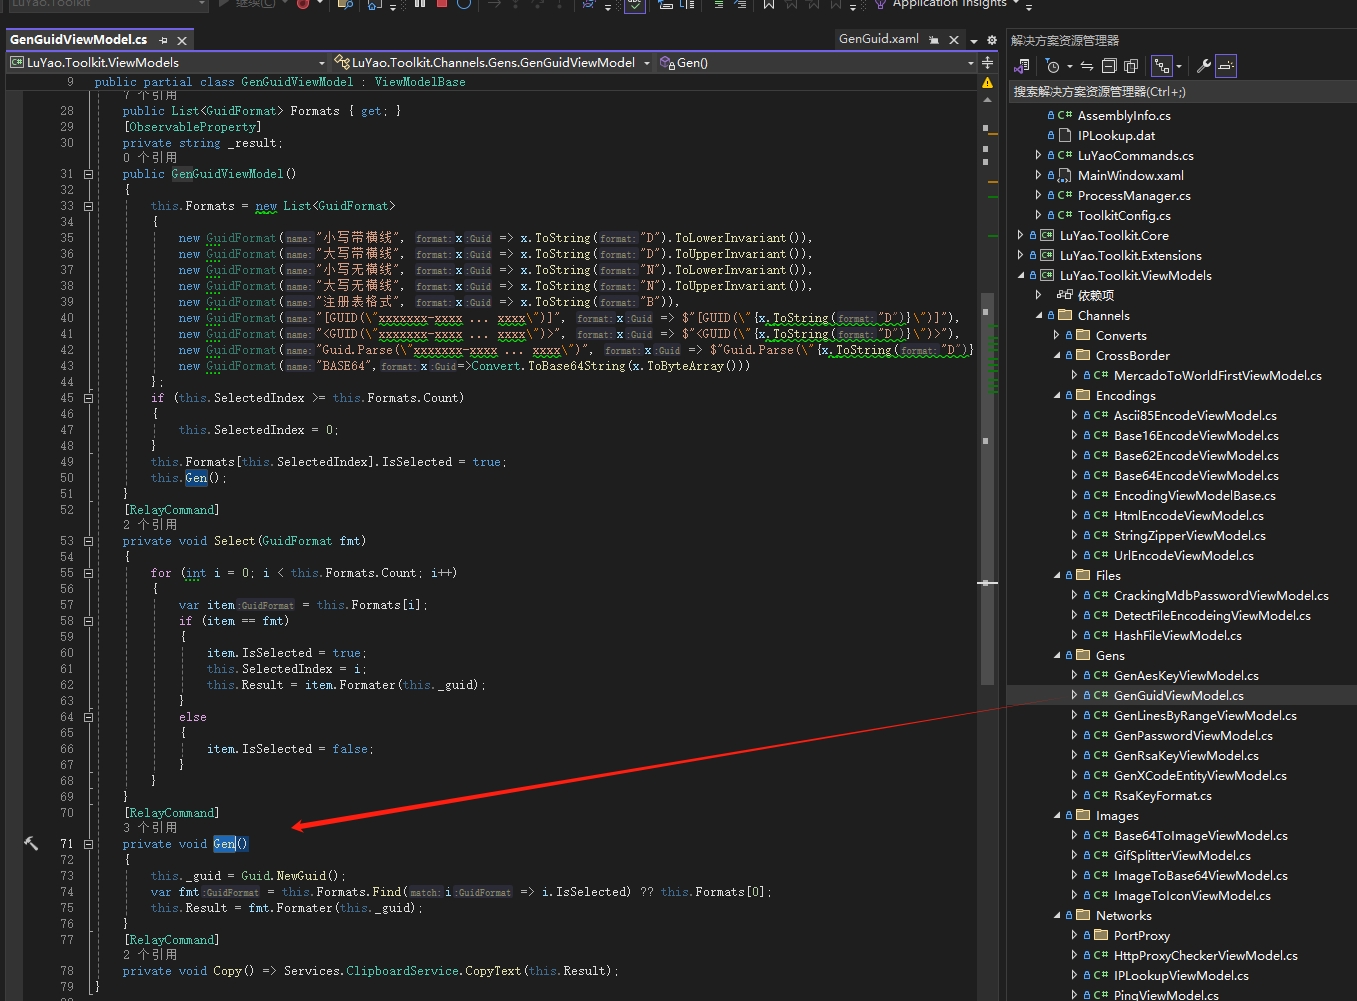 LuYao.Toolkit
继续(C)
Application Insights
GenGuidViewModel.cs
GenGuid.xaml
LuYao.Toolkit.ViewModels
LuYao.Toolkit.Channels.Gens.GenGuidViewModel
Gen()
9 public partial class GenGuidViewModel : ViewModelBase
7 个引用
28 public List<GuidFormat> Formats { get; }
29 [ObservableProperty]
30 private string _result;
0 个引用
31 public GenGuidViewModel()
32 {
33 this.Formats = new List<GuidFormat>
34 {
35 new GuidFormat(name:"小写带横线", format:x:Guid => x.ToString(format:"D").ToLowerInvariant()),
36 new GuidFormat(name:"大写带横线", format:x:Guid => x.ToString(format:"D").ToUpperInvariant()),
37 new GuidFormat(name:"小写无横线", format:x:Guid => x.ToString(format:"N").ToLowerInvariant()),
38 new GuidFormat(name:"大写无横线", format:x:Guid => x.ToString(format:"N").ToUpperInvariant()),
39 new GuidFormat(name:"注册表格式", format:x:Guid => x.ToString(format:"B")),
40 new GuidFormat(name:"[GUID(\"xxxxxxx-xxxx ... xxxx\")]", format:x:Guid => $"[GUID(\"{x.ToString(format:"D")}\")]"),
41 new GuidFormat(name:"<GUID(\"xxxxxxx-xxxx ... xxxx\")>", format:x:Guid => $"<GUID(\"{x.ToString(format:"D")}\")>"),
42 new GuidFormat(name:"Guid.Parse(\"xxxxxxx-xxxx ... xxxx\")", format:x:Guid => $"Guid.Parse(\"{x.ToString(format:"D")}
43 new GuidFormat(name:"BASE64",format:x:Guid=>Convert.ToBase64String(x.ToByteArray()))
44 };
45 if (this.SelectedIndex >= this.Formats.Count)
46 {
47 this.SelectedIndex = 0;
48 }
49 this.Formats[this.SelectedIndex].IsSelected = true;
50 this.Gen();
51 }
52 [RelayCommand]
2 个引用
53 private void Select(GuidFormat fmt)
54 {
55 for (int i = 0; i < this.Formats.Count; i++)
56 {
57 var item:GuidFormat = this.Formats[i];
58 if (item == fmt)
59 {
60 item.IsSelected = true;
61 this.SelectedIndex = i;
62 this.Result = item.Formater(this._guid);
63 }
64 else
65 {
66 item.IsSelected = false;
67 }
68 }
69 }
70 [RelayCommand]
3 个引用
71 private void Gen()
72 {
73 this._guid = Guid.NewGuid();
74 var fmt:GuidFormat = this.Formats.Find(match:i:GuidFormat => i.IsSelected) ?? this.Formats[0];
75 this.Result = fmt.Formater(this._guid);
76 }
77 [RelayCommand]
2 个引用
78 private void Copy() => Services.ClipboardService.CopyText(this.Result);
79 }
解决方案资源管理器
搜索解决方案资源管理器(Ctrl+;)
C# AssemblyInfo.cs
IPLookup.dat
C# LuYaoCommands.cs
MainWindow.xaml
C# ProcessManager.cs
C# ToolkitConfig.cs
C# LuYao.Toolkit.Core
C# LuYao.Toolkit.Extensions
C# LuYao.Toolkit.ViewModels
依赖项
Channels
Converts
CrossBorder
C# MercadoToWorldFirstViewModel.cs
Encodings
C# Ascii85EncodeViewModel.cs
C# Base16EncodeViewModel.cs
C# Base62EncodeViewModel.cs
C# Base64EncodeViewModel.cs
C# EncodingViewModelBase.cs
C# HtmlEncodeViewModel.cs
C# StringZipperViewModel.cs
C# UrlEncodeViewModel.cs
Files
C# CrackingMdbPasswordViewModel.cs
C# DetectFileEncodeingViewModel.cs
C# HashFileViewModel.cs
Gens
C# GenAesKeyViewModel.cs
C# GenGuidViewModel.cs
C# GenLinesByRangeViewModel.cs
C# GenPasswordViewModel.cs
C# GenRsaKeyViewModel.cs
C# GenXCodeEntityViewModel.cs
C# RsaKeyFormat.cs
Images
C# Base64ToImageViewModel.cs
C# GifSplitterViewModel.cs
C# ImageToBase64ViewModel.cs
C# ImageToIconViewModel.cs
Networks
PortProxy
C# HttpProxyCheckerViewModel.cs
C# IPLookupViewModel.cs
C# PingViewModel.cs